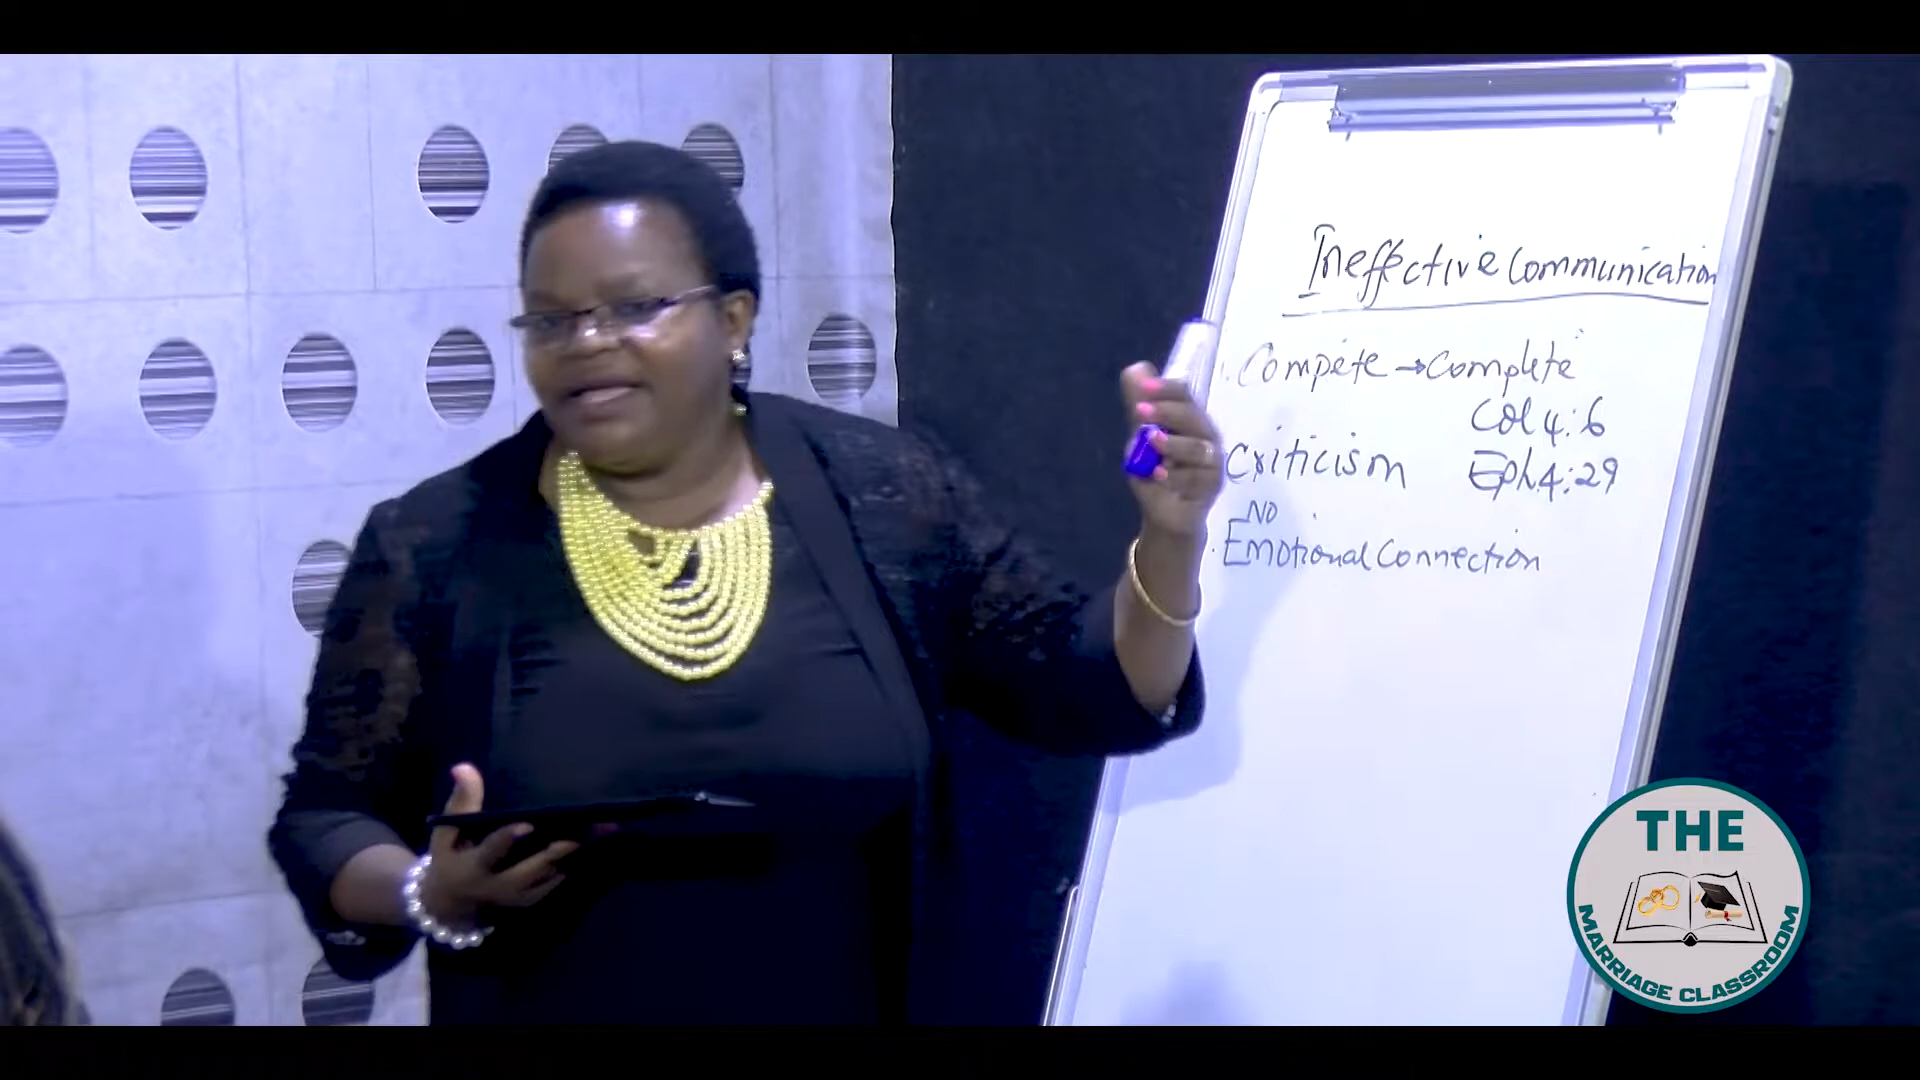 Ineffective Communication
Compete → Complete
Col 4:6
Criticism Eph.4:29
NO
Emotional Connection
THE
MARRIAGE CLASSROOM